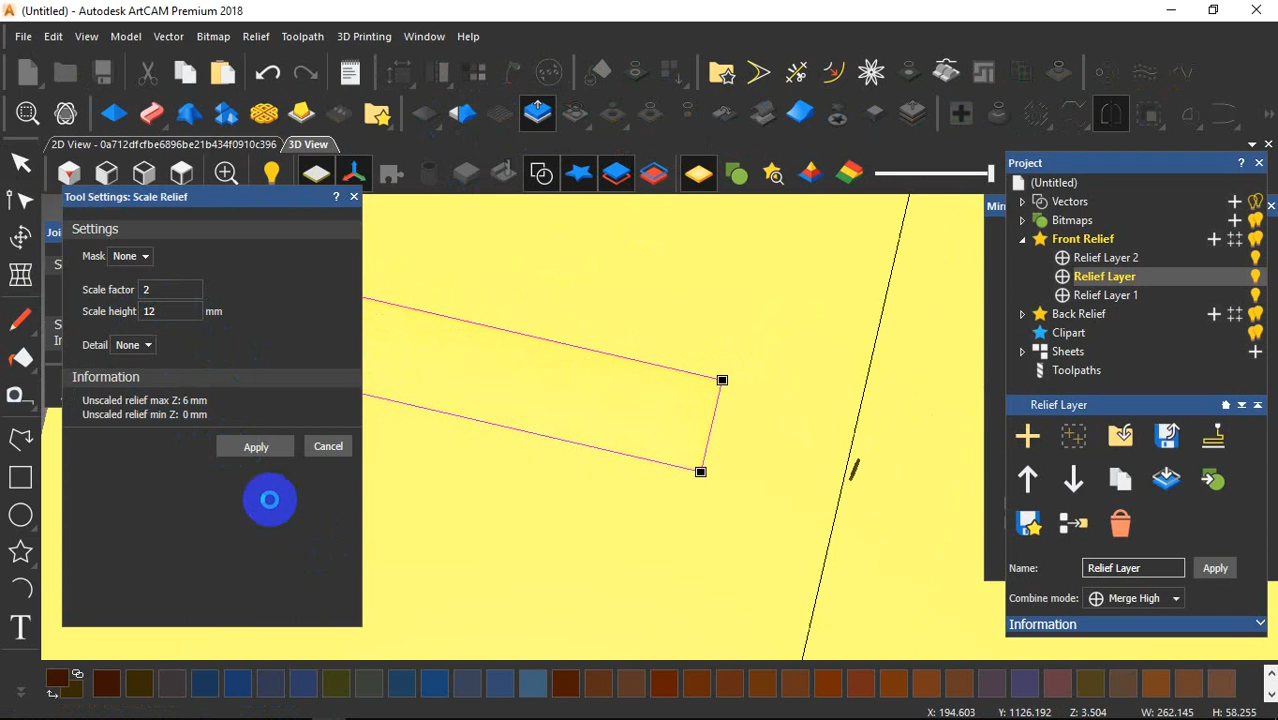 (Untitled) - Autodesk ArtCAM Premium 2018
File Edit View Model Vector Bitmap Relief Toolpath 3D Printing Window Help
2D View - 0a712dfcfbe6896be21b434f0910c396 3D View
Tool Settings: Scale Relief ?
Settings
Mask None
Scale factor 2
Scale height 12 mm
Detail None
Information
Unscaled relief max Z: 6 mm
Unscaled relief min Z: 0 mm
Apply Cancel
Project ?
(Untitled)
Vectors
Bitmaps
Front Relief
Relief Layer 2
Relief Layer
Relief Layer 1
Back Relief
Clipart
Sheets
Toolpaths
Relief Layer
Name: Relief Layer Apply
Combine mode: Merge High
Information
X: 194.603 Y: 1126.192 Z: 3.504 W: 262.145 H: 58.255